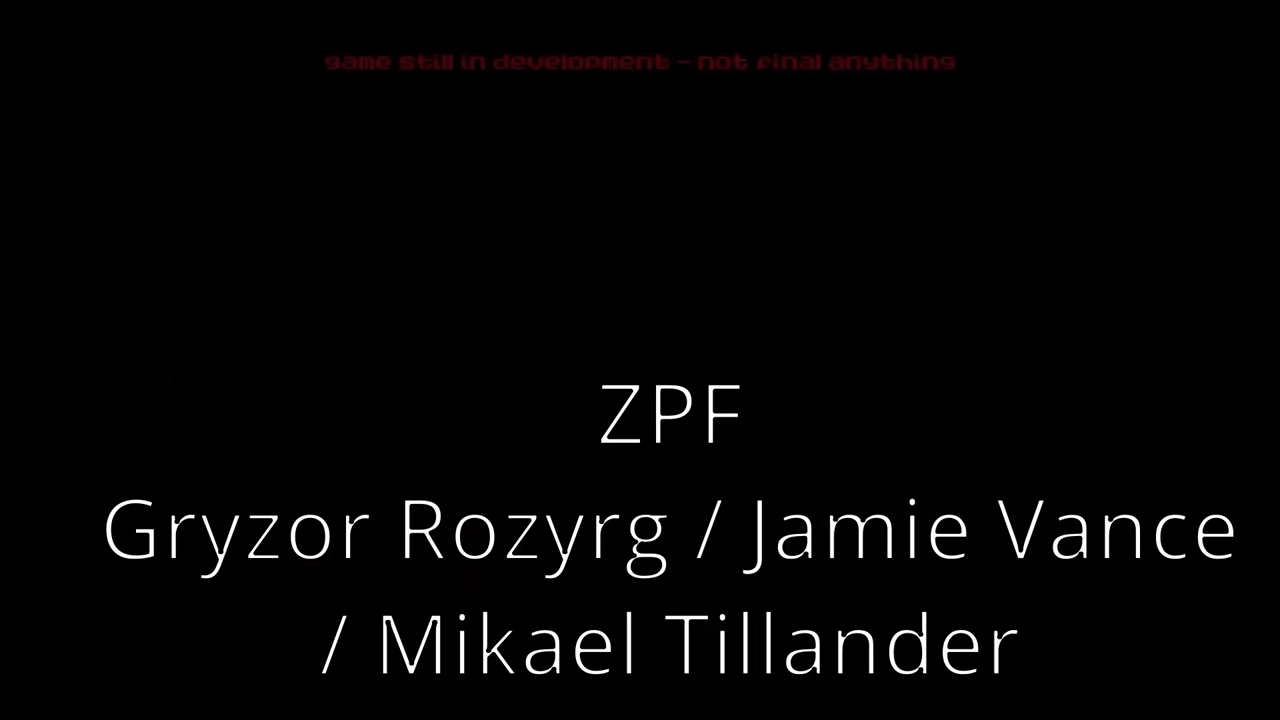 game still in development - not final anything
ZPF
Gryzor Rozyrg / Jamie Vance
/ Mikael Tillander